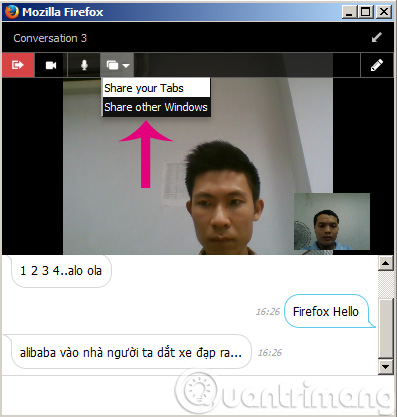 Mozilla Firefox
Conversation 3
Share your Tabs
Share other Windows
1 2 3 4..alo ola
16:26
Firefox Hello
alibaba vào nhà người ta dắt xe đạp ra...
16:26
Quantrimang